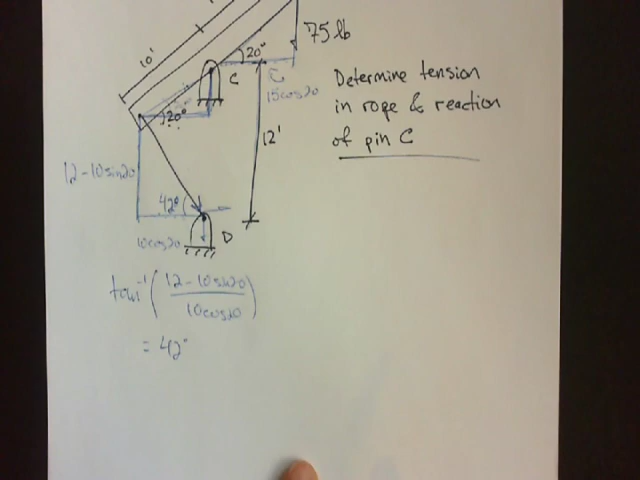 75 lb
10'
20°
C
15cos20
Determine tension
in rope & reaction
of pin C
20°
12'
12-10sin20
42°
D
10cos20
tan⁻¹ (12-10sin20 / 10cos20)
= 42°